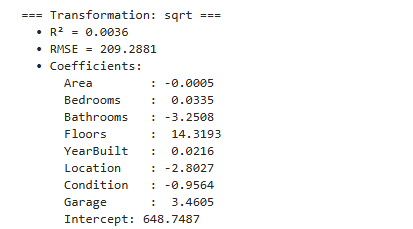 === Transformation: sqrt ===
• R² = 0.0036
• RMSE = 209.2881
• Coefficients:
Area : -0.0005
Bedrooms : 0.0335
Bathrooms : -3.2508
Floors : 14.3193
YearBuilt : 0.0216
Location : -2.8027
Condition : -0.9564
Garage : 3.4605
Intercept: 648.7487